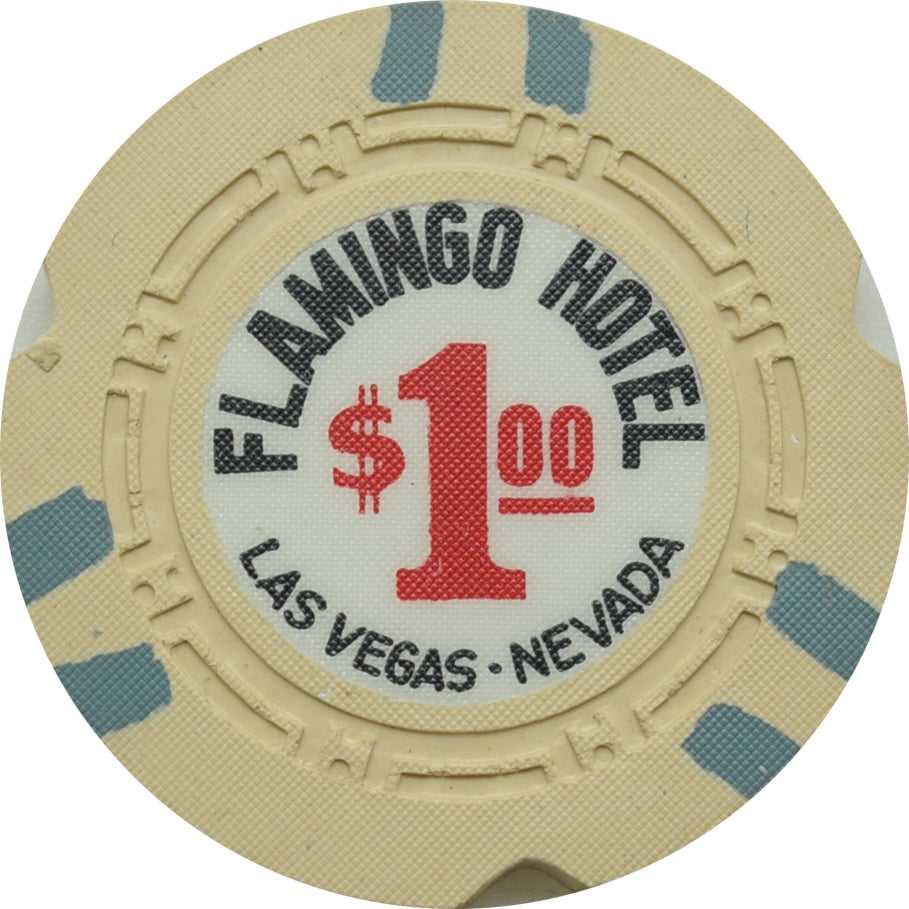 FLAMINGO HOTEL
$1.00
LAS VEGAS · NEVADA